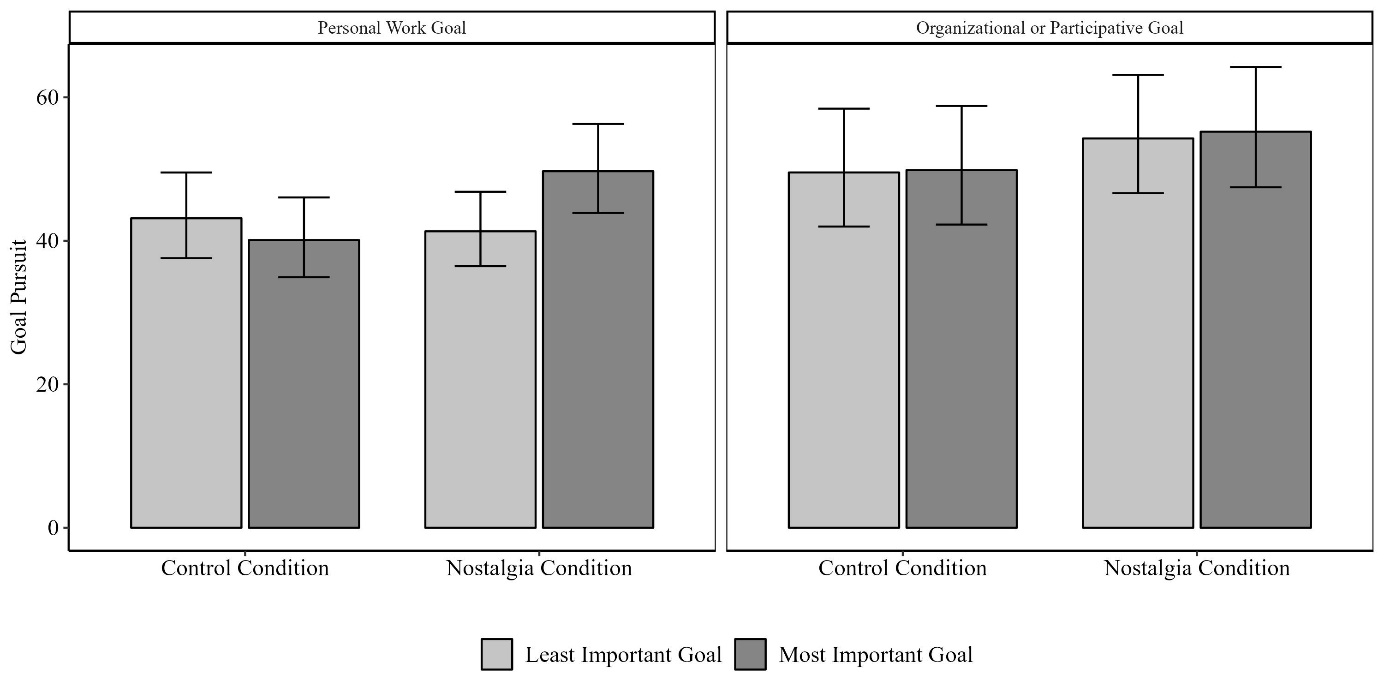 Personal Work Goal
Organizational or Participative Goal
Goal Pursuit
60
40
20
0
Control Condition
Nostalgia Condition
Control Condition
Nostalgia Condition
Least Important Goal
Most Important Goal